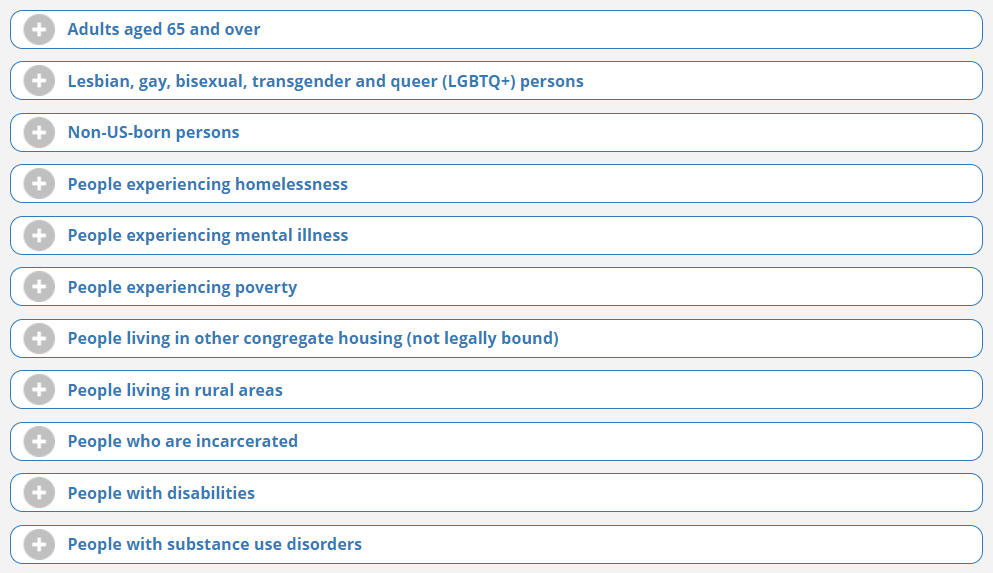 Adults aged 65 and over
Lesbian, gay, bisexual, transgender and queer (LGBTQ+) persons
Non-US-born persons
People experiencing homelessness
People experiencing mental illness
People experiencing poverty
People living in other congregate housing (not legally bound)
People living in rural areas
People who are incarcerated
People with disabilities
People with substance use disorders